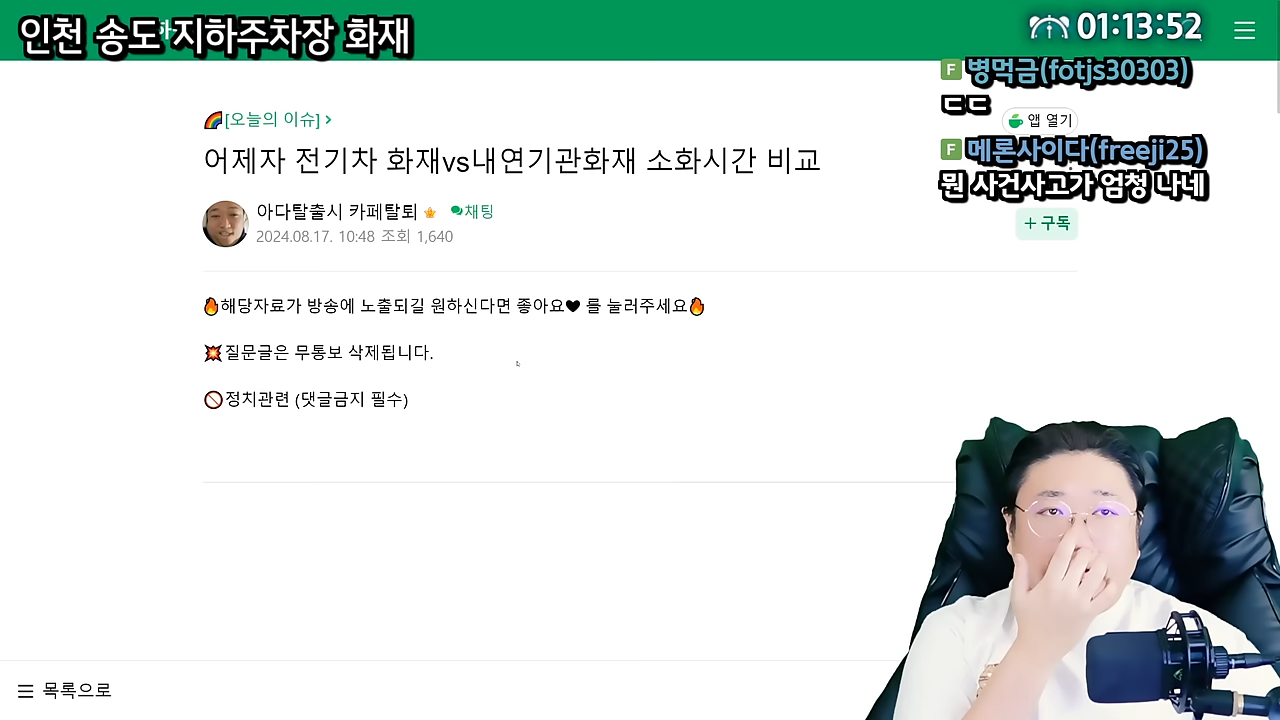 인천 송도 지하주차장 화재
01:13:52
F 병먹금(fotjs30303)
ㄷㄷ
🌈[오늘의 이슈] >
앱 열기
어제자 전기차 화재vs내연기관화재 소화시간 비교
F 메론사이다(freeji25)
뭔 사건사고가 엄청 나네
아다탈출시 카페탈퇴 채팅
2024.08.17. 10:48 조회 1,640
+ 구독
🔥해당자료가 방송에 노출되길 원하신다면 좋아요🖤 를 눌러주세요🔥
💥질문글은 무통보 삭제됩니다.
🚫정치관련 (댓글금지 필수)
목록으로